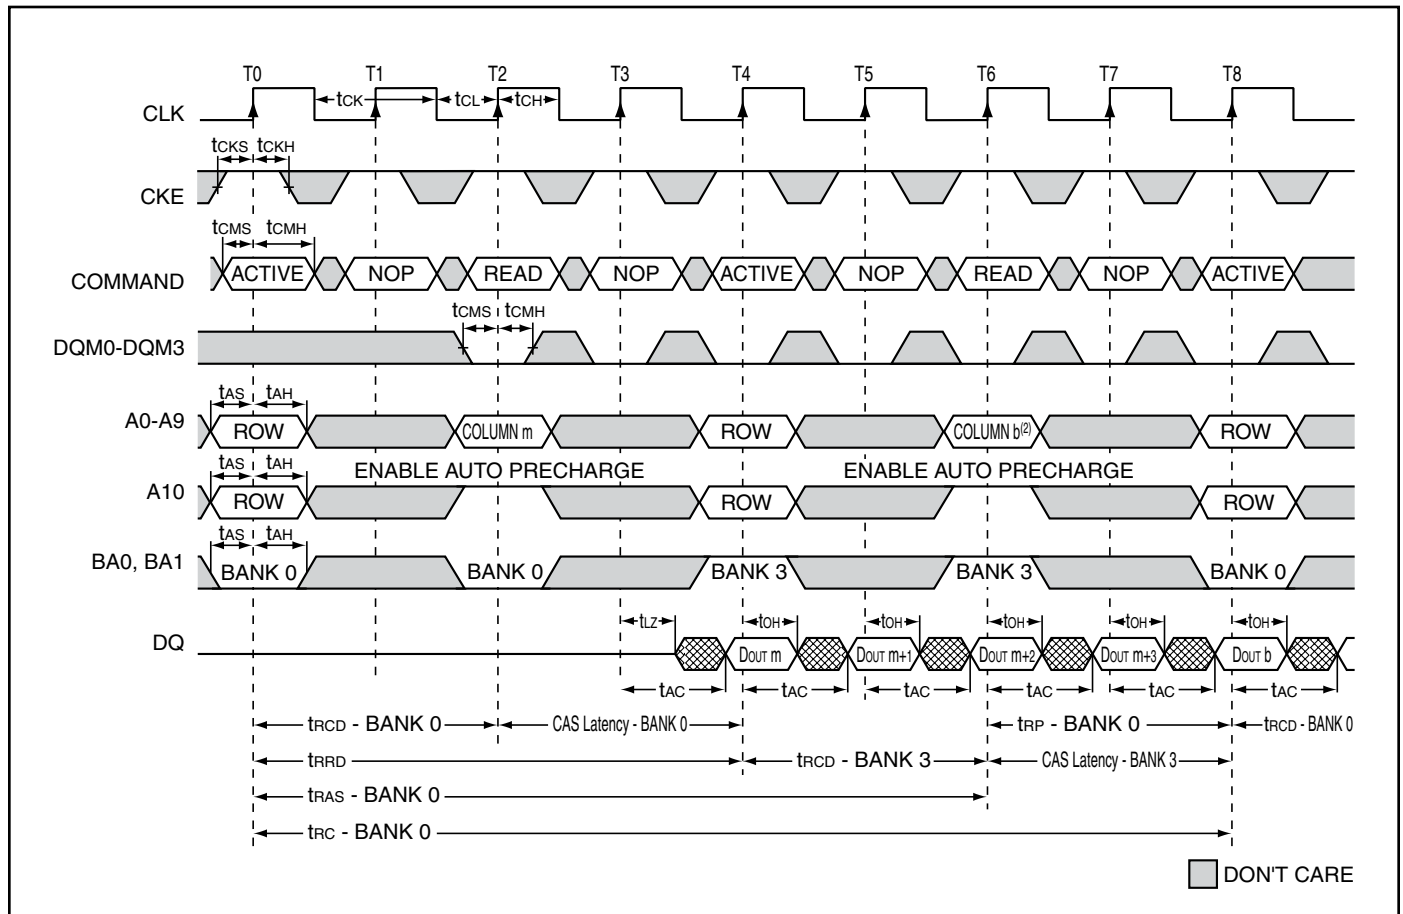 T0 T1 T2 T3 T4 T5 T6 T7 T8
CLK tCK tCL tCH
tCKS tCKH
CKE
tCMS tCMH
COMMAND ACTIVE NOP READ NOP ACTIVE NOP READ NOP ACTIVE
tCMS tCMH
DQM0-DQM3
tAS tAH
A0-A9 ROW COLUMN m ROW COLUMN b(2) ROW
tAS tAH ENABLE AUTO PRECHARGE ENABLE AUTO PRECHARGE
A10 ROW ROW ROW
tAS tAH
BA0, BA1 BANK 0 BANK 0 BANK 3 BANK 3 BANK 0
tLZ tOH tOH tOH tOH tOH
DQ DOUT m DOUT m+1 DOUT m+2 DOUT m+3 DOUT b
tAC tAC tAC tAC tAC tAC
tRCD - BANK 0 CAS Latency - BANK 0 tRP - BANK 0 tRCD - BANK 0
tRRD tRCD - BANK 3 CAS Latency - BANK 3
tRAS - BANK 0
tRC - BANK 0
DON'T CARE